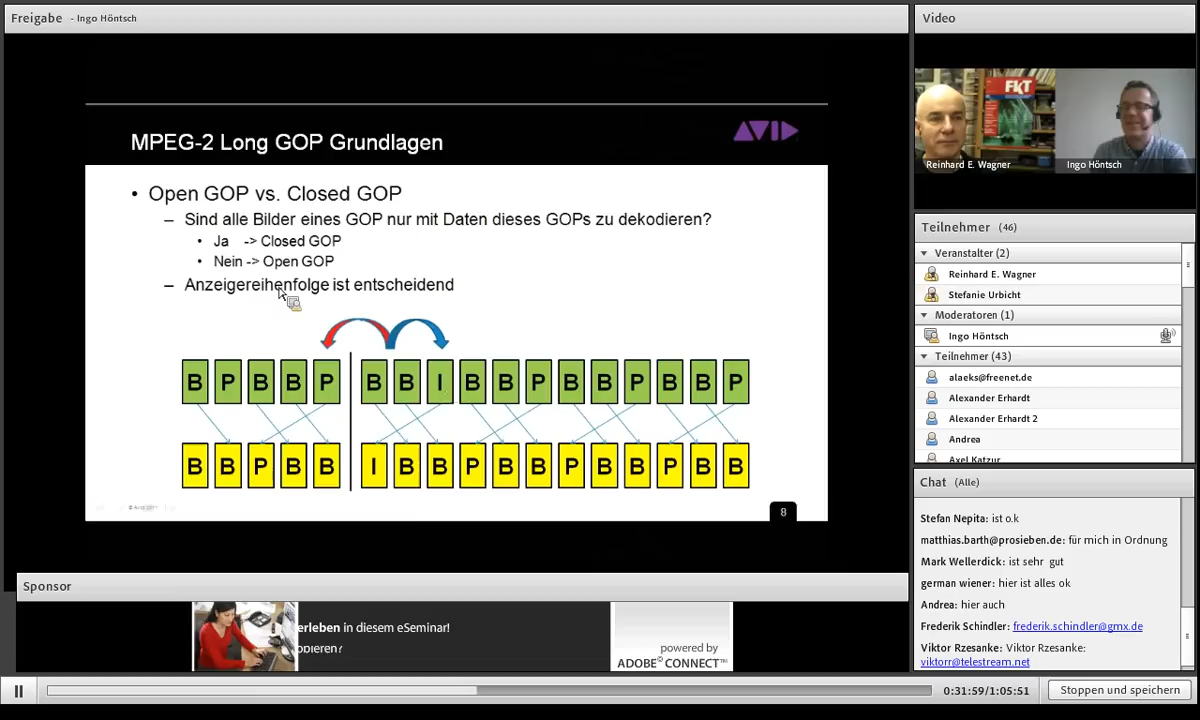 Freigabe - Ingo Höntsch
MPEG-2 Long GOP Grundlagen
AVID
• Open GOP vs. Closed GOP
– Sind alle Bilder eines GOP nur mit Daten dieses GOPs zu dekodieren?
• Ja -> Closed GOP
• Nein -> Open GOP
– Anzeigereihenfolge ist entscheidend
B P B B P B B I B B P B B P B B P
B B P B B I B B P B B P B B P B B
8
Sponsor
erleben in diesem eSeminar!
opieren?
powered by
ADOBE® CONNECT™
Video
FKT
Reinhard E. Wagner
Ingo Höntsch
Teilnehmer (46)
Veranstalter (2)
Reinhard E. Wagner
Stefanie Urbicht
Moderatoren (1)
Ingo Höntsch
Teilnehmer (43)
alaeks@freenet.de
Alexander Erhardt
Alexander Erhardt 2
Andrea
Axel Katzur
Chat (Alle)
Stefan Nepita: ist o.k
matthias.barth@prosieben.de: für mich in Ordnung
Mark Wellerdick: ist sehr gut
german wiener: hier ist alles ok
Andrea: hier auch
Frederik Schindler: frederik.schindler@gmx.de
Viktor Rzesanke: Viktor Rzesanke:
viktorr@telestream.net
0:31:59/1:05:51
Stoppen und speichern